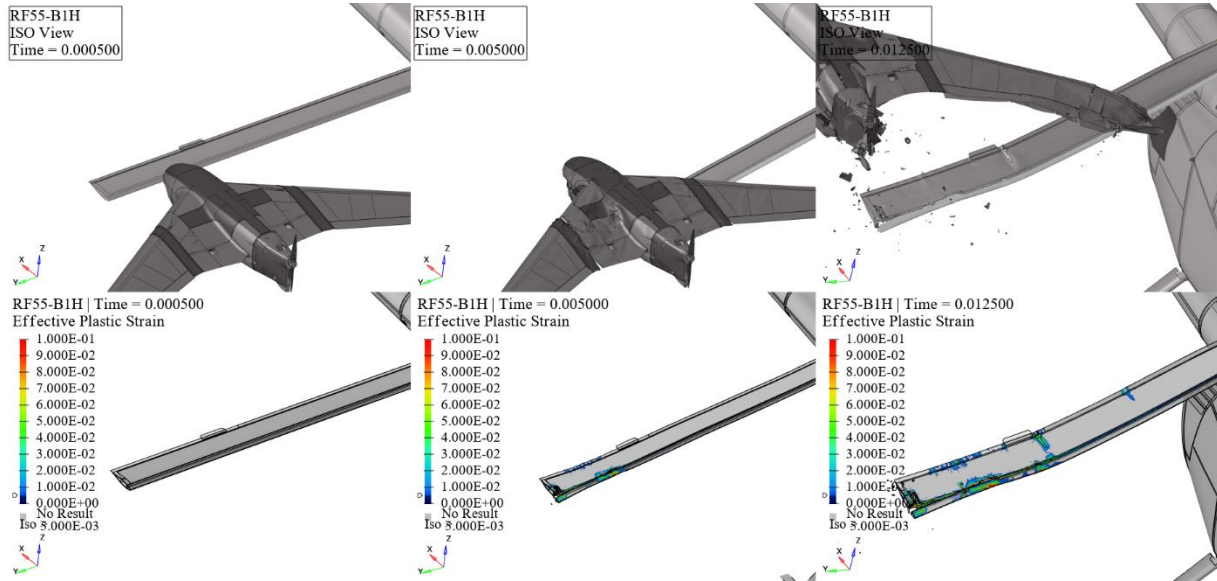 RF55-B1H
ISO View
Time = 0.000500
Z
X
Y
RF55-B1H
ISO View
Time = 0.005000
Z
X
Y
RF55-B1H
ISO View
Time = 0.012500
Z
X
Y
RF55-B1H | Time = 0.000500
Effective Plastic Strain
1.000E-01
9.000E-02
8.000E-02
7.000E-02
6.000E-02
5.000E-02
4.000E-02
3.000E-02
2.000E-02
1.000E-02
0.000E+00
No Result
Iso = 5.000E-03
Z
X
Y
RF55-B1H | Time = 0.005000
Effective Plastic Strain
1.000E-01
9.000E-02
8.000E-02
7.000E-02
6.000E-02
5.000E-02
4.000E-02
3.000E-02
2.000E-02
1.000E-02
0.000E+00
No Result
Iso = 5.000E-03
Z
X
Y
RF55-B1H | Time = 0.012500
Effective Plastic Strain
1.000E-01
9.000E-02
8.000E-02
7.000E-02
6.000E-02
5.000E-02
4.000E-02
3.000E-02
2.000E-02
1.000E-02
0.000E+00
No Result
Iso = 5.000E-03
Z
X
Y